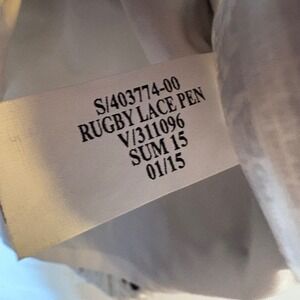 S/403774-00
RUGBY LACE PEN
V/311096
SUM 15
01/15